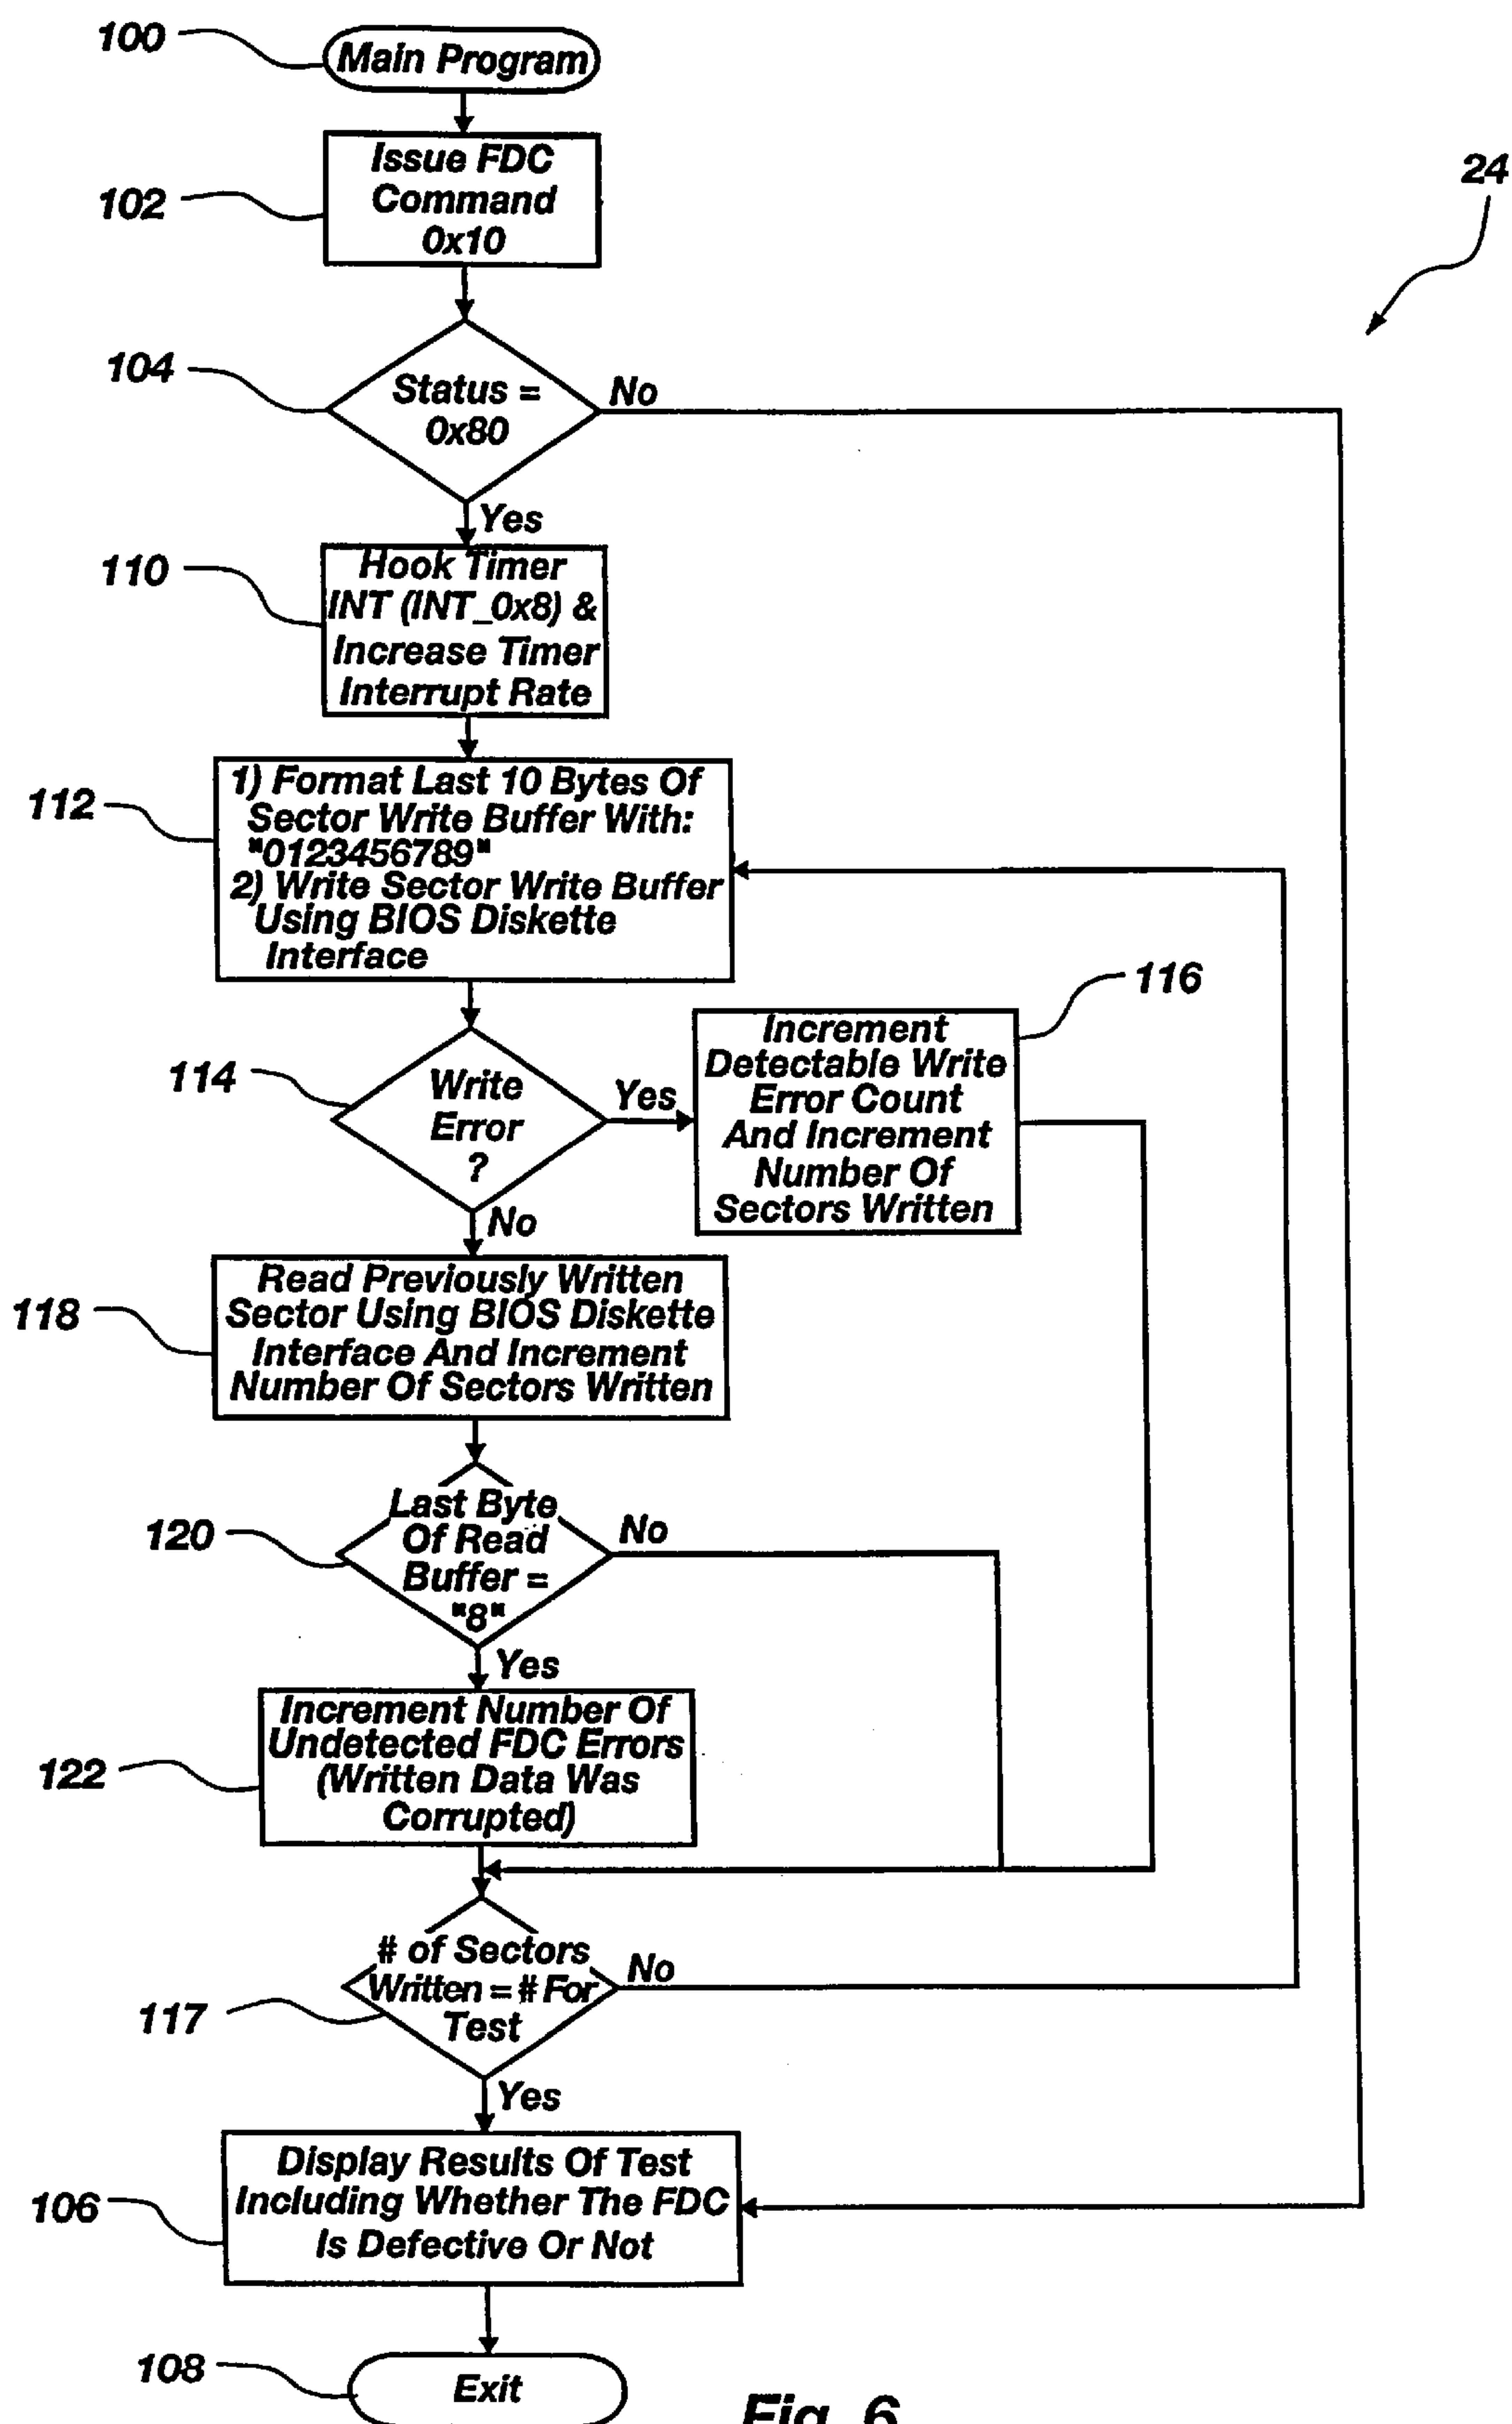 100
Main Program
102
Issue FDC
Command
0x10
24
104
Status =
0x80
No
Yes
110
Hook Timer
INT (INT_0x8) &
Increase Timer
Interrupt Rate
112
1) Format Last 10 Bytes Of
Sector Write Buffer With:
"0123456789"
2) Write Sector Write Buffer
Using BIOS Diskette
Interface
114
Write
Error
?
Yes
No
116
Increment
Detectable Write
Error Count
And Increment
Number Of
Sectors Written
118
Read Previously Written
Sector Using BIOS Diskette
Interface And Increment
Number Of Sectors Written
120
Last Byte
Of Read
Buffer =
"8"
No
Yes
122
Increment Number Of
Undetected FDC Errors
(Written Data Was
Corrupted)
117
# of Sectors
Written = # For
Test
No
Yes
106
Display Results Of Test
Including Whether The FDC
Is Defective Or Not
108
Exit
Fig. 6